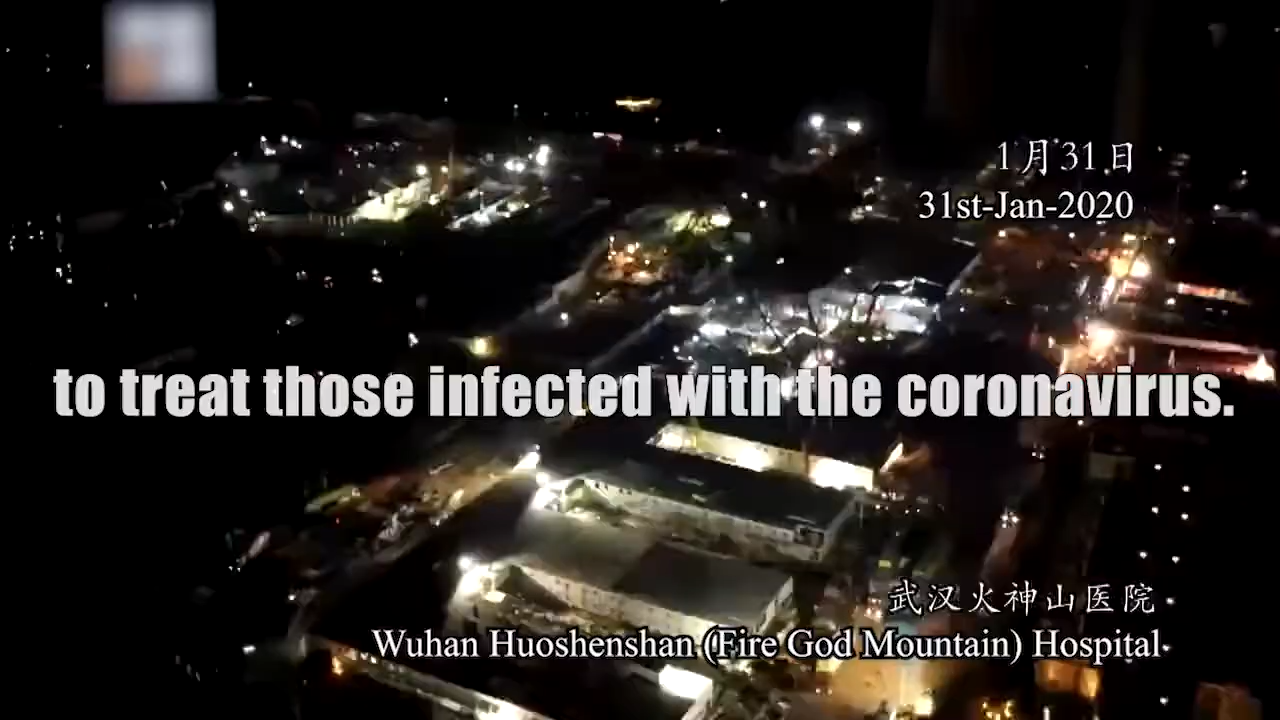 1月31日
31st-Jan-2020
to treat those infected with the coronavirus.
武汉火神山医院
Wuhan Huoshenshan (Fire God Mountain) Hospital